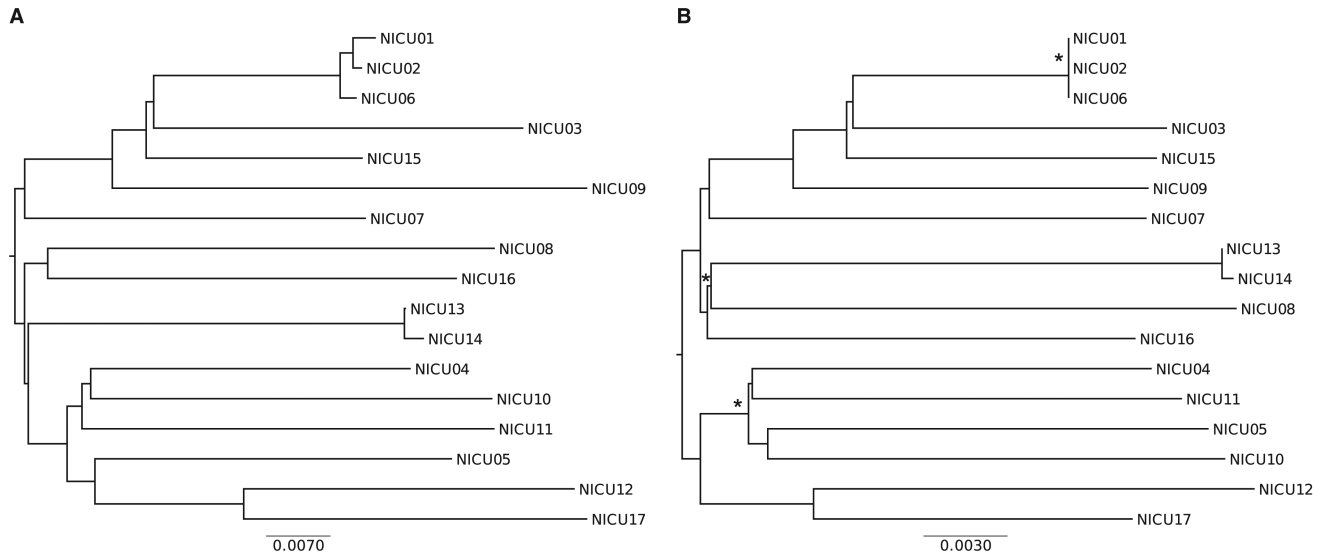 A
NICU01
NICU02
NICU06
NICU03
NICU15
NICU09
NICU07
NICU08
NICU16
NICU13
NICU14
NICU04
NICU10
NICU11
NICU05
NICU12
NICU17
0.0070
B
NICU01
*
NICU02
NICU06
NICU03
NICU15
NICU09
NICU07
NICU13
*
NICU14
NICU08
NICU16
NICU04
NICU11
*
NICU05
NICU10
NICU12
NICU17
0.0030